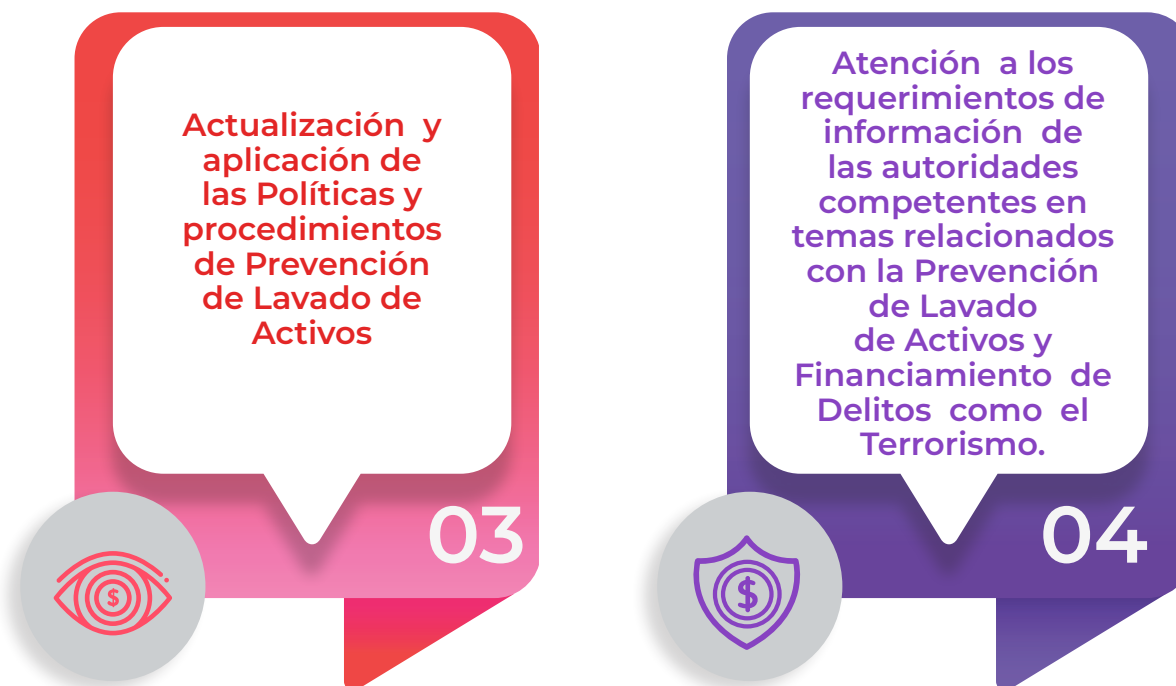 Actualización y
aplicación de
las Políticas y
procedimientos
de Prevención
de Lavado de
Activos
03
$
Atención a los
requerimientos de
información de
las autoridades
competentes en
temas relacionados
con la Prevención
de Lavado
de Activos y
Financiamiento de
Delitos como el
Terrorismo.
04
$